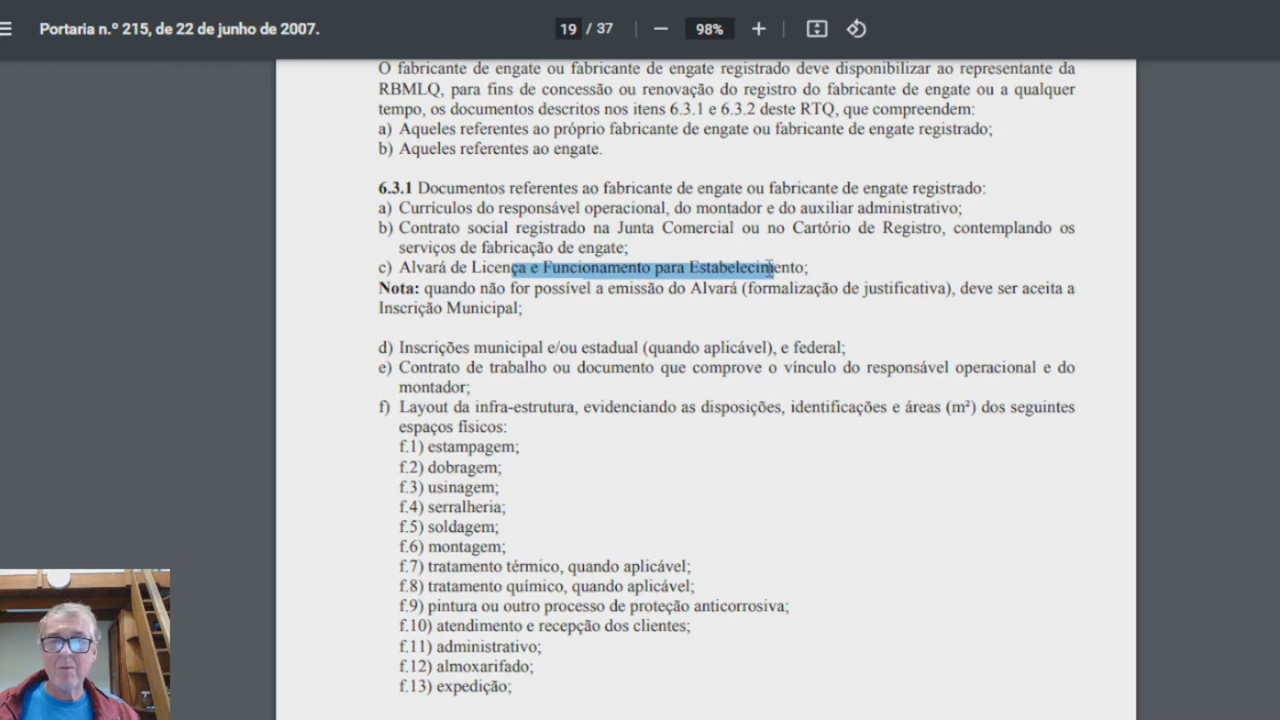 Portaria n.º 215, de 22 de junho de 2007.
19 / 37
98%
O fabricante de engate ou fabricante de engate registrado deve disponibilizar ao representante da
RBMLQ, para fins de concessão ou renovação do registro do fabricante de engate ou a qualquer
tempo, os documentos descritos nos itens 6.3.1 e 6.3.2 deste RTQ, que compreendem:
a) Aqueles referentes ao próprio fabricante de engate ou fabricante de engate registrado;
b) Aqueles referentes ao engate.
6.3.1 Documentos referentes ao fabricante de engate ou fabricante de engate registrado:
a) Currículos do responsável operacional, do montador e do auxiliar administrativo;
b) Contrato social registrado na Junta Comercial ou no Cartório de Registro, contemplando os
serviços de fabricação de engate;
c) Alvará de Licença e Funcionamento para Estabelecimento;
Nota: quando não for possível a emissão do Alvará (formalização de justificativa), deve ser aceita a
Inscrição Municipal;
d) Inscrições municipal e/ou estadual (quando aplicável), e federal;
e) Contrato de trabalho ou documento que comprove o vínculo do responsável operacional e do
montador;
f) Layout da infra-estrutura, evidenciando as disposições, identificações e áreas (m²) dos seguintes
espaços físicos:
f.1) estampagem;
f.2) dobragem;
f.3) usinagem;
f.4) serralheria;
f.5) soldagem;
f.6) montagem;
f.7) tratamento térmico, quando aplicável;
f.8) tratamento químico, quando aplicável;
f.9) pintura ou outro processo de proteção anticorrosiva;
f.10) atendimento e recepção dos clientes;
f.11) administrativo;
f.12) almoxarifado;
f.13) expedição;